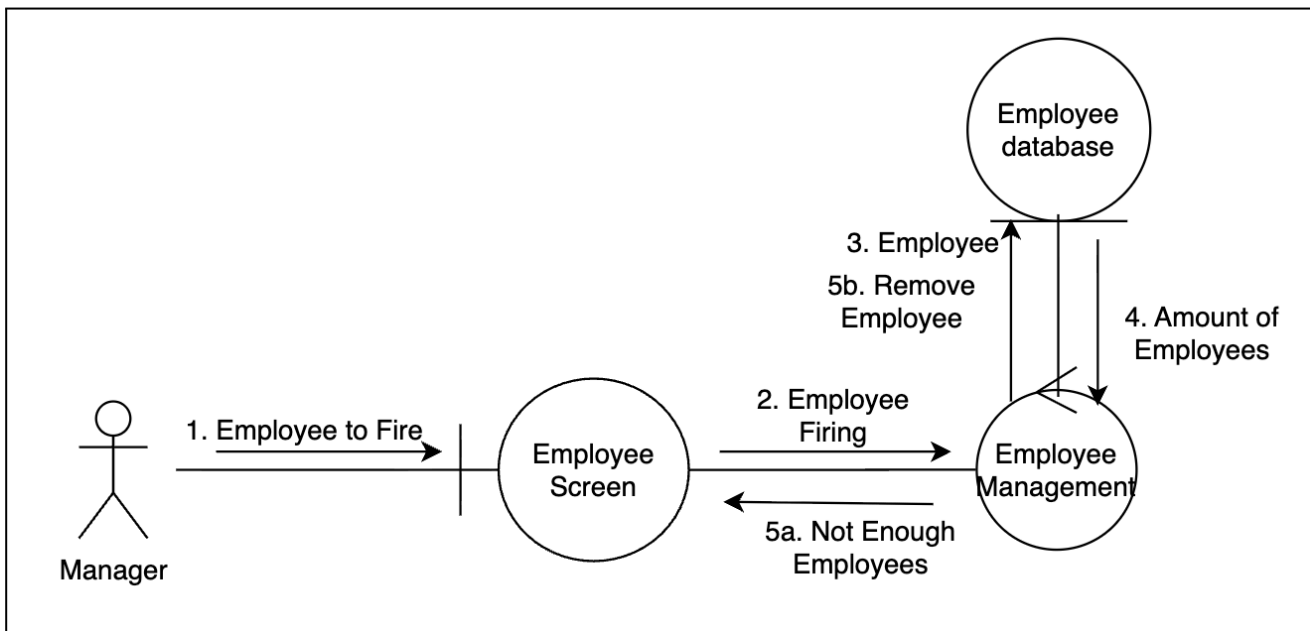 Employee
database
3. Employee
5b. Remove
Employee
4. Amount of
Employees
1. Employee to Fire
2. Employee
Firing
Employee
Screen
Employee
Management
5a. Not Enough
Employees
Manager